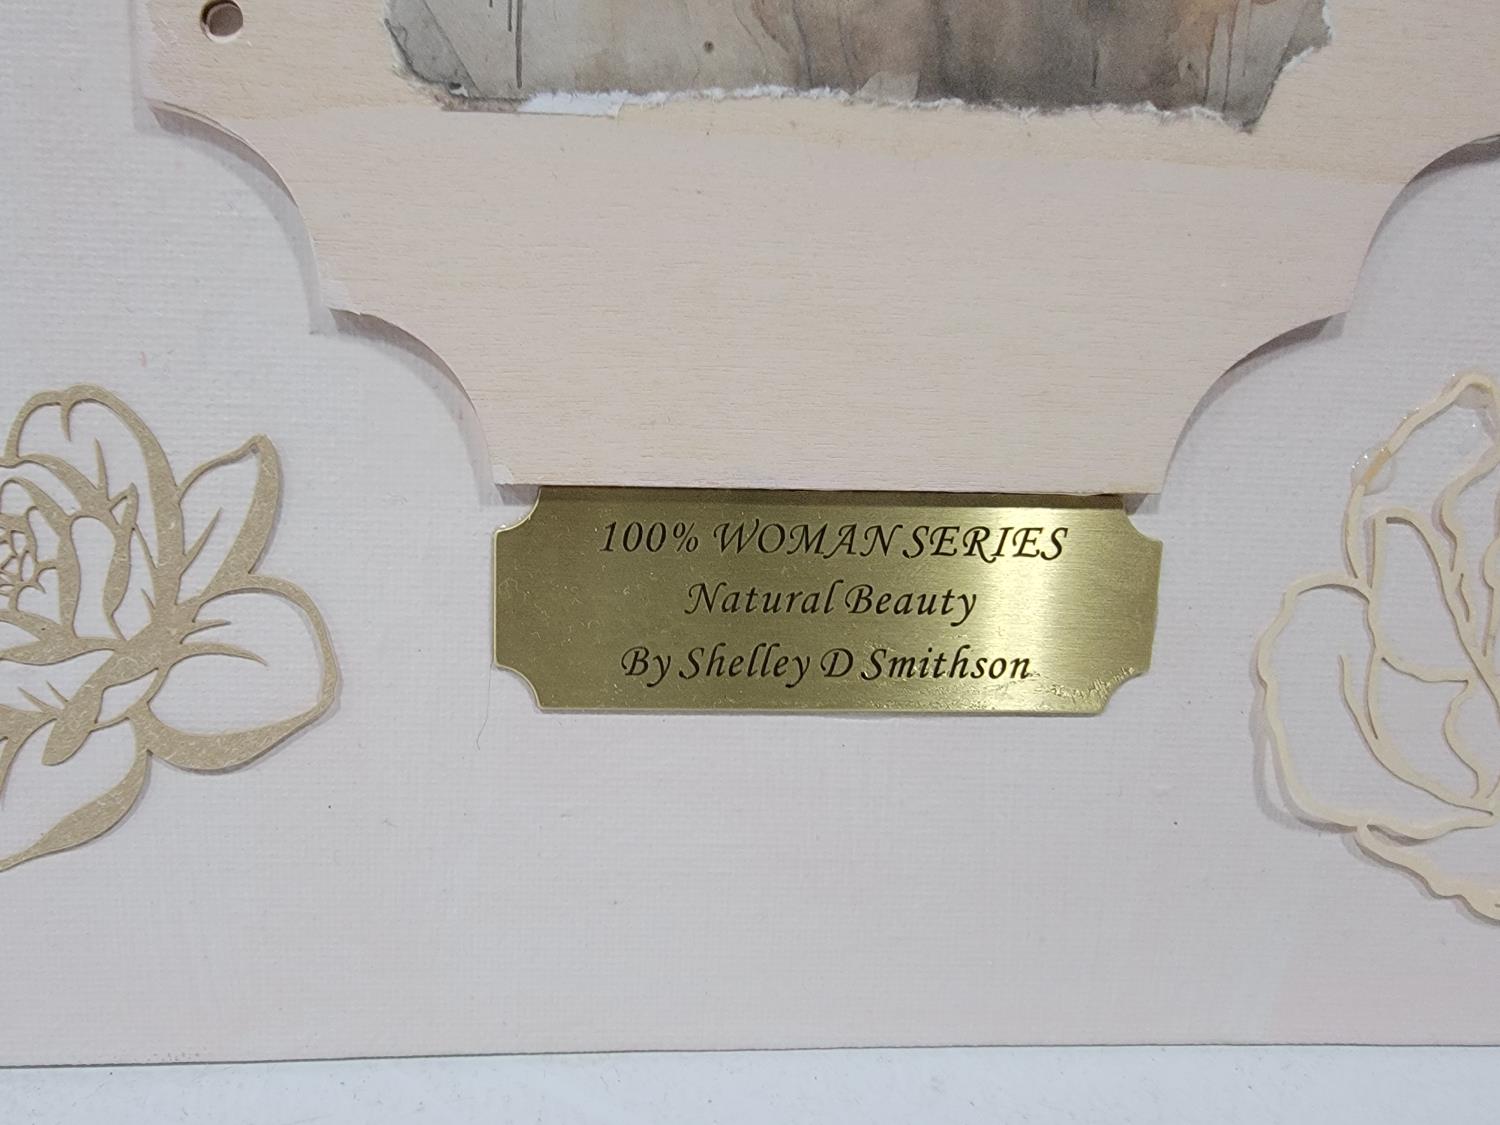 100% WOMAN SERIES
Natural Beauty
By Shelley D Smithson